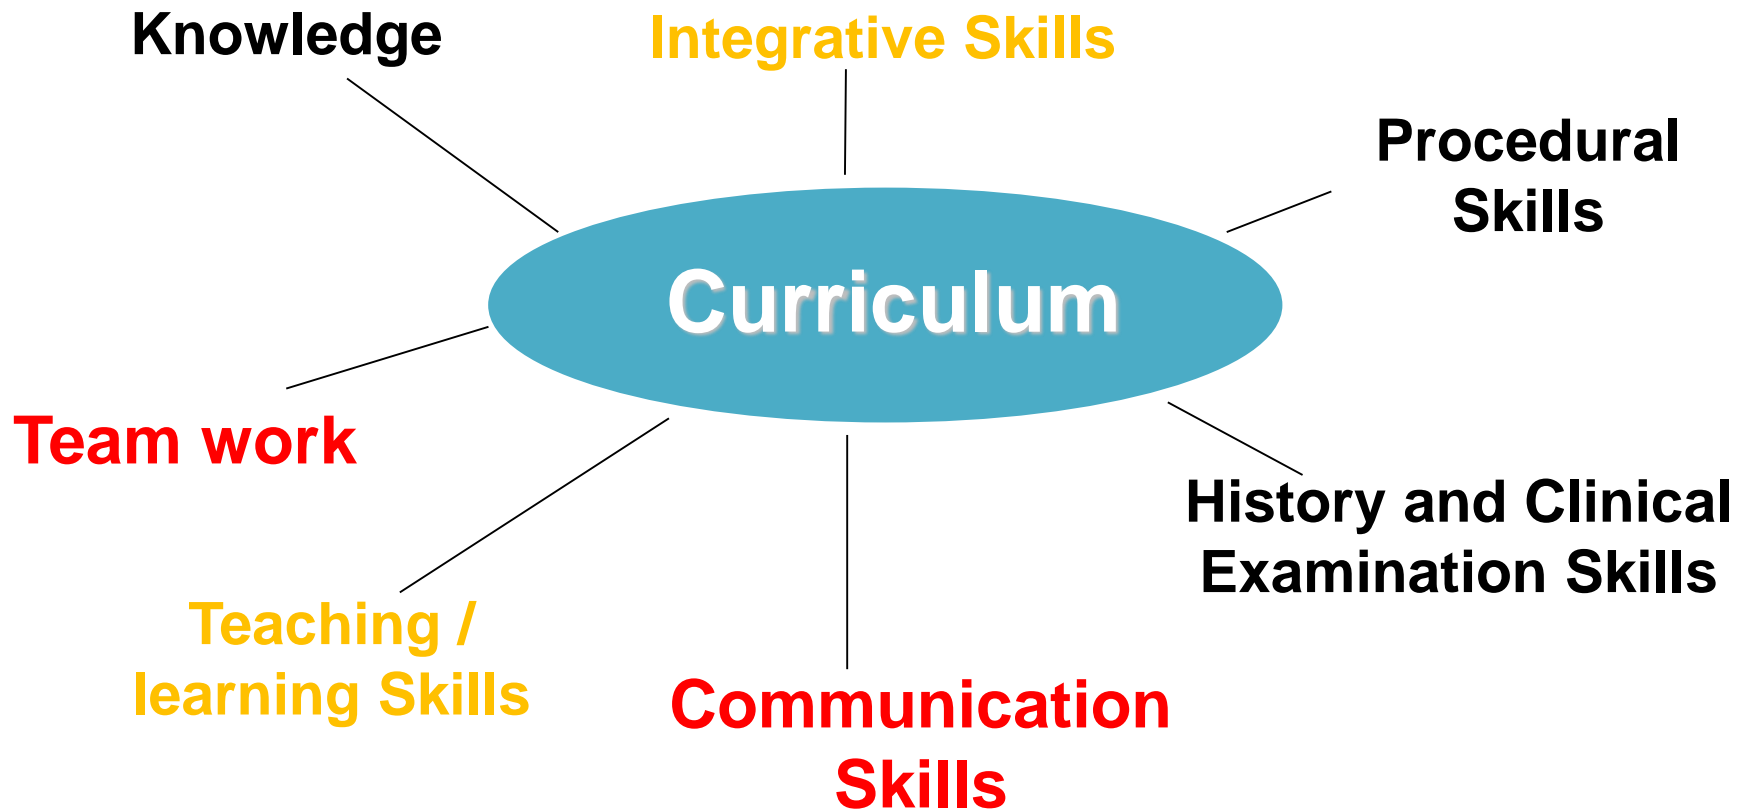 Knowledge
Integrative Skills
Procedural
Skills
Curriculum
Team work
History and Clinical
Examination Skills
Teaching /
learning Skills
Communication
Skills